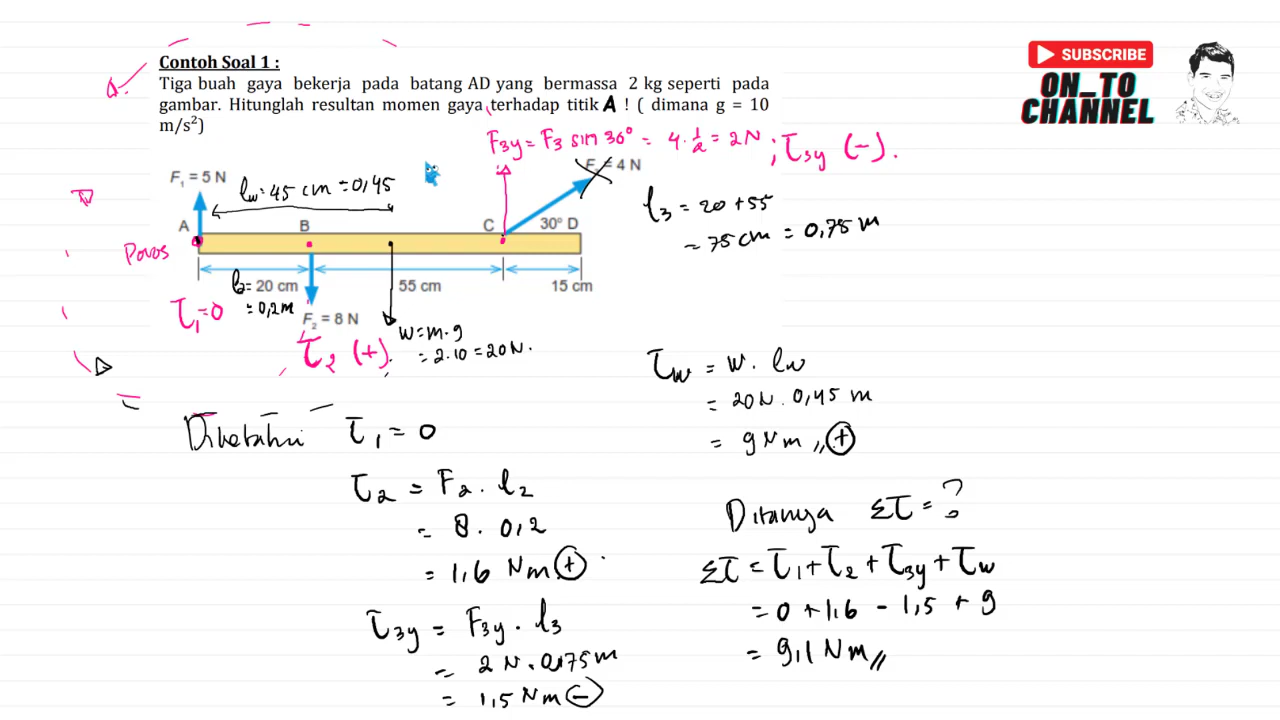 SUBSCRIBE
ON_TO
CHANNEL
Contoh Soal 1 :
Tiga buah gaya bekerja pada batang AD yang bermassa 2 kg seperti pada
gambar. Hitunglah resultan momen gaya terhadap titik A ! ( dimana g = 10
m/s²)
F3y = F3 sin 30° = 4 · 1/2 = 2 N ; τ3y (-).
F1 = 5 N
lw = 45 cm = 0,45
= 4 N
l3 = 20 + 55
= 75 cm = 0,75 m
A
B
C
30°
D
Poros
l2 = 20 cm
= 0,2 m
55 cm
15 cm
τ1 = 0
F2 = 8 N
τ2 (+).
w = m · g
= 2 . 10 = 20 N .
Diketahui τ1 = 0
τ2 = F2 . l2
= 8 . 0,2
= 1,6 Nm (+)
τ3y = F3y . l3
= 2 N . 0,75 m
= 1,5 Nm (-)
τw = w . lw
= 20 N . 0,45 m
= 9 Nm // (+)
Ditanya Στ = ?
Στ = τ1 + τ2 + τ3y + τw
= 0 + 1,6 - 1,5 + 9
= 9,1 Nm //